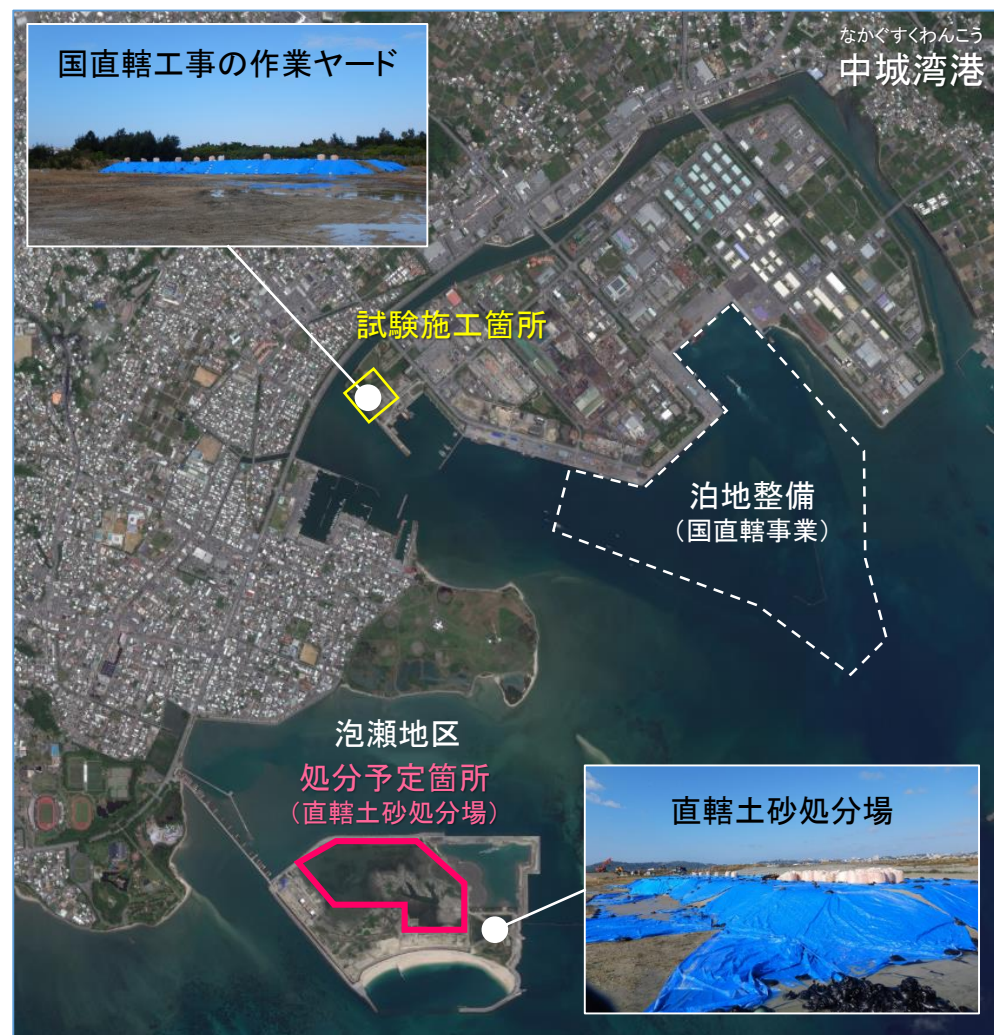 国直轄工事の作業ヤード
なかぐすくわんこう
中城湾港
試験施工箇所
泊地整備
（国直轄事業）
泡瀬地区
処分予定箇所
（直轄土砂処分場）
直轄土砂処分場